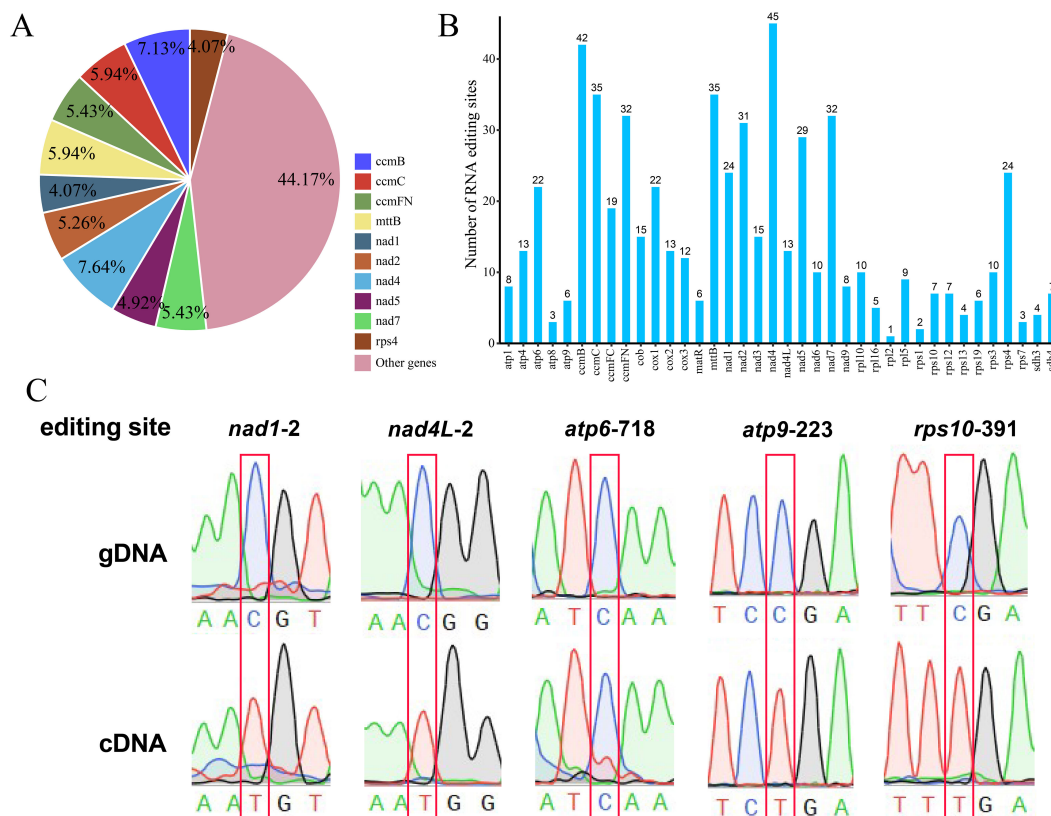 A
7.13%
4.07%
5.94%
5.43%
5.94%
4.07%
5.26%
7.64%
4.92%
5.43%
44.17%
ccmB
ccmC
ccmFN
mttB
nad1
nad2
nad4
nad5
nad7
rps4
Other genes
B
Number of RNA editing sites
40
30
20
10
0
8
13
22
3
6
42
35
19
32
15
22
13
12
6
35
24
31
15
45
13
29
10
32
8
10
5
1
9
2
7
7
4
6
10
24
3
4
7
atp1
atp4
atp6
atp8
atp9
ccmB
ccmC
ccmFC
ccmFN
cob
cox1
cox2
cox3
matR
mttB
nad1
nad2
nad3
nad4
nad4L
nad5
nad6
nad7
nad9
rpl10
rpl16
rpl2
rpl5
rps1
rps10
rps12
rps13
rps19
rps3
rps4
rps7
sdh3
C
editing site nad1-2 nad4L-2 atp6-718 atp9-223 rps10-391
gDNA
A A C G T A A C G G A T C A A T C C G A T T C G A
cDNA
A A T G T A A T G G A T C A A T C T G A T T T G A